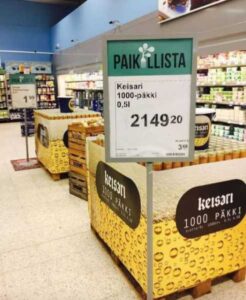 PAIKALLISTA
Keisari
1000-päkki
0,5l
2149 20
keisari
1000 PÄKKI
keisari
1000 PÄKKI